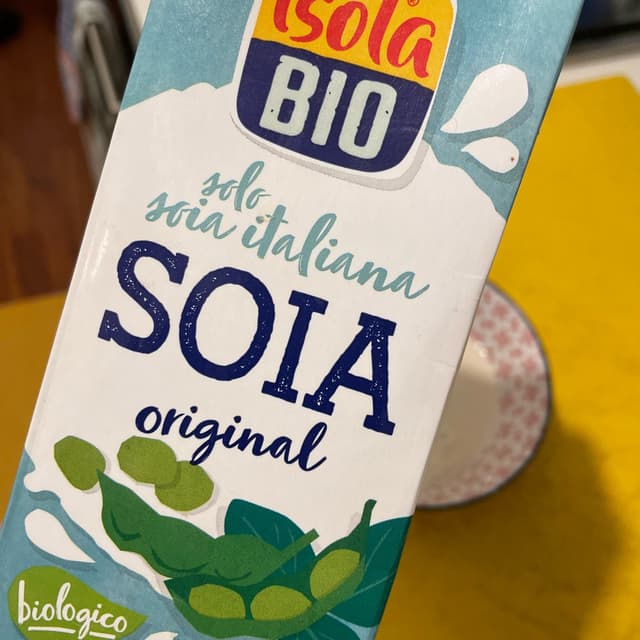 isola
BIO
solo
soia italiana
SOIA
original
biologico